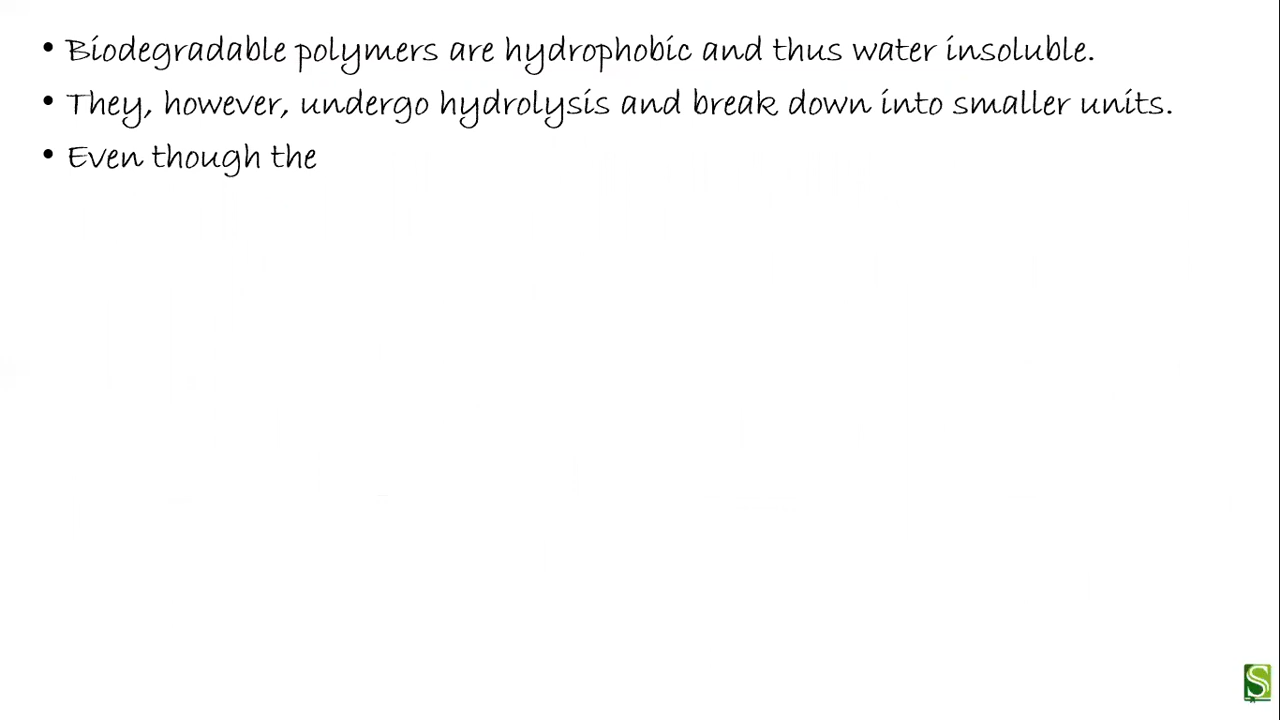 • Biodegradable polymers are hydrophobic and thus water insoluble.
• They, however, undergo hydrolysis and break down into smaller units.
• Even though the
S